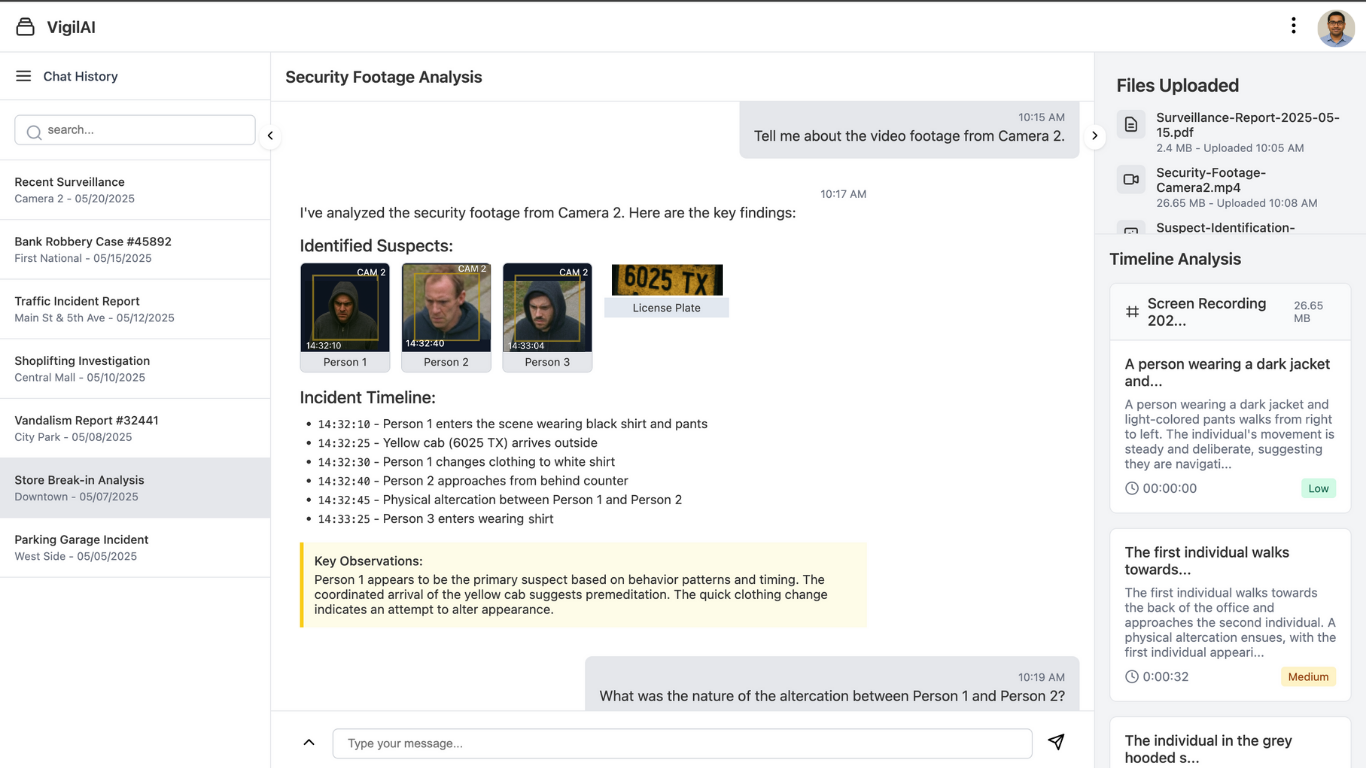 VigilAI
Chat History
search...
Recent Surveillance
Camera 2 - 05/20/2025
Bank Robbery Case #45892
First National - 05/15/2025
Traffic Incident Report
Main St & 5th Ave - 05/12/2025
Shoplifting Investigation
Central Mall - 05/10/2025
Vandalism Report #32441
City Park - 05/08/2025
Store Break-in Analysis
Downtown - 05/07/2025
Parking Garage Incident
West Side - 05/05/2025
Security Footage Analysis
10:15 AM
Tell me about the video footage from Camera 2.
10:17 AM
I've analyzed the security footage from Camera 2. Here are the key findings:
Identified Suspects:
CAM 2
14:32:10
Person 1
CAM 2
14:32:40
Person 2
CAM 2
14:33:04
Person 3
6025 TX
License Plate
Incident Timeline:
• 14:32:10 - Person 1 enters the scene wearing black shirt and pants
• 14:32:25 - Yellow cab (6025 TX) arrives outside
• 14:32:30 - Person 1 changes clothing to white shirt
• 14:32:40 - Person 2 approaches from behind counter
• 14:32:45 - Physical altercation between Person 1 and Person 2
• 14:33:25 - Person 3 enters wearing shirt
Key Observations:
Person 1 appears to be the primary suspect based on behavior patterns and timing. The
coordinated arrival of the yellow cab suggests premeditation. The quick clothing change
indicates an attempt to alter appearance.
10:19 AM
What was the nature of the altercation between Person 1 and Person 2?
Type your message...
Files Uploaded
Surveillance-Report-2025-05-
15.pdf
2.4 MB - Uploaded 10:05 AM
Security-Footage-
Camera2.mp4
26.65 MB - Uploaded 10:08 AM
Suspect-Identification-
Timeline Analysis
Screen Recording
202...
26.65
MB
A person wearing a dark jacket
and...
A person wearing a dark jacket and
light-colored pants walks from right
to left. The individual's movement is
steady and deliberate, suggesting
they are navigati...
00:00:00
Low
The first individual walks
towards...
The first individual walks towards
the back of the office and
approaches the second individual. A
physical altercation ensues, with the
first individual appeari...
0:00:32
Medium
The individual in the grey
hooded s...